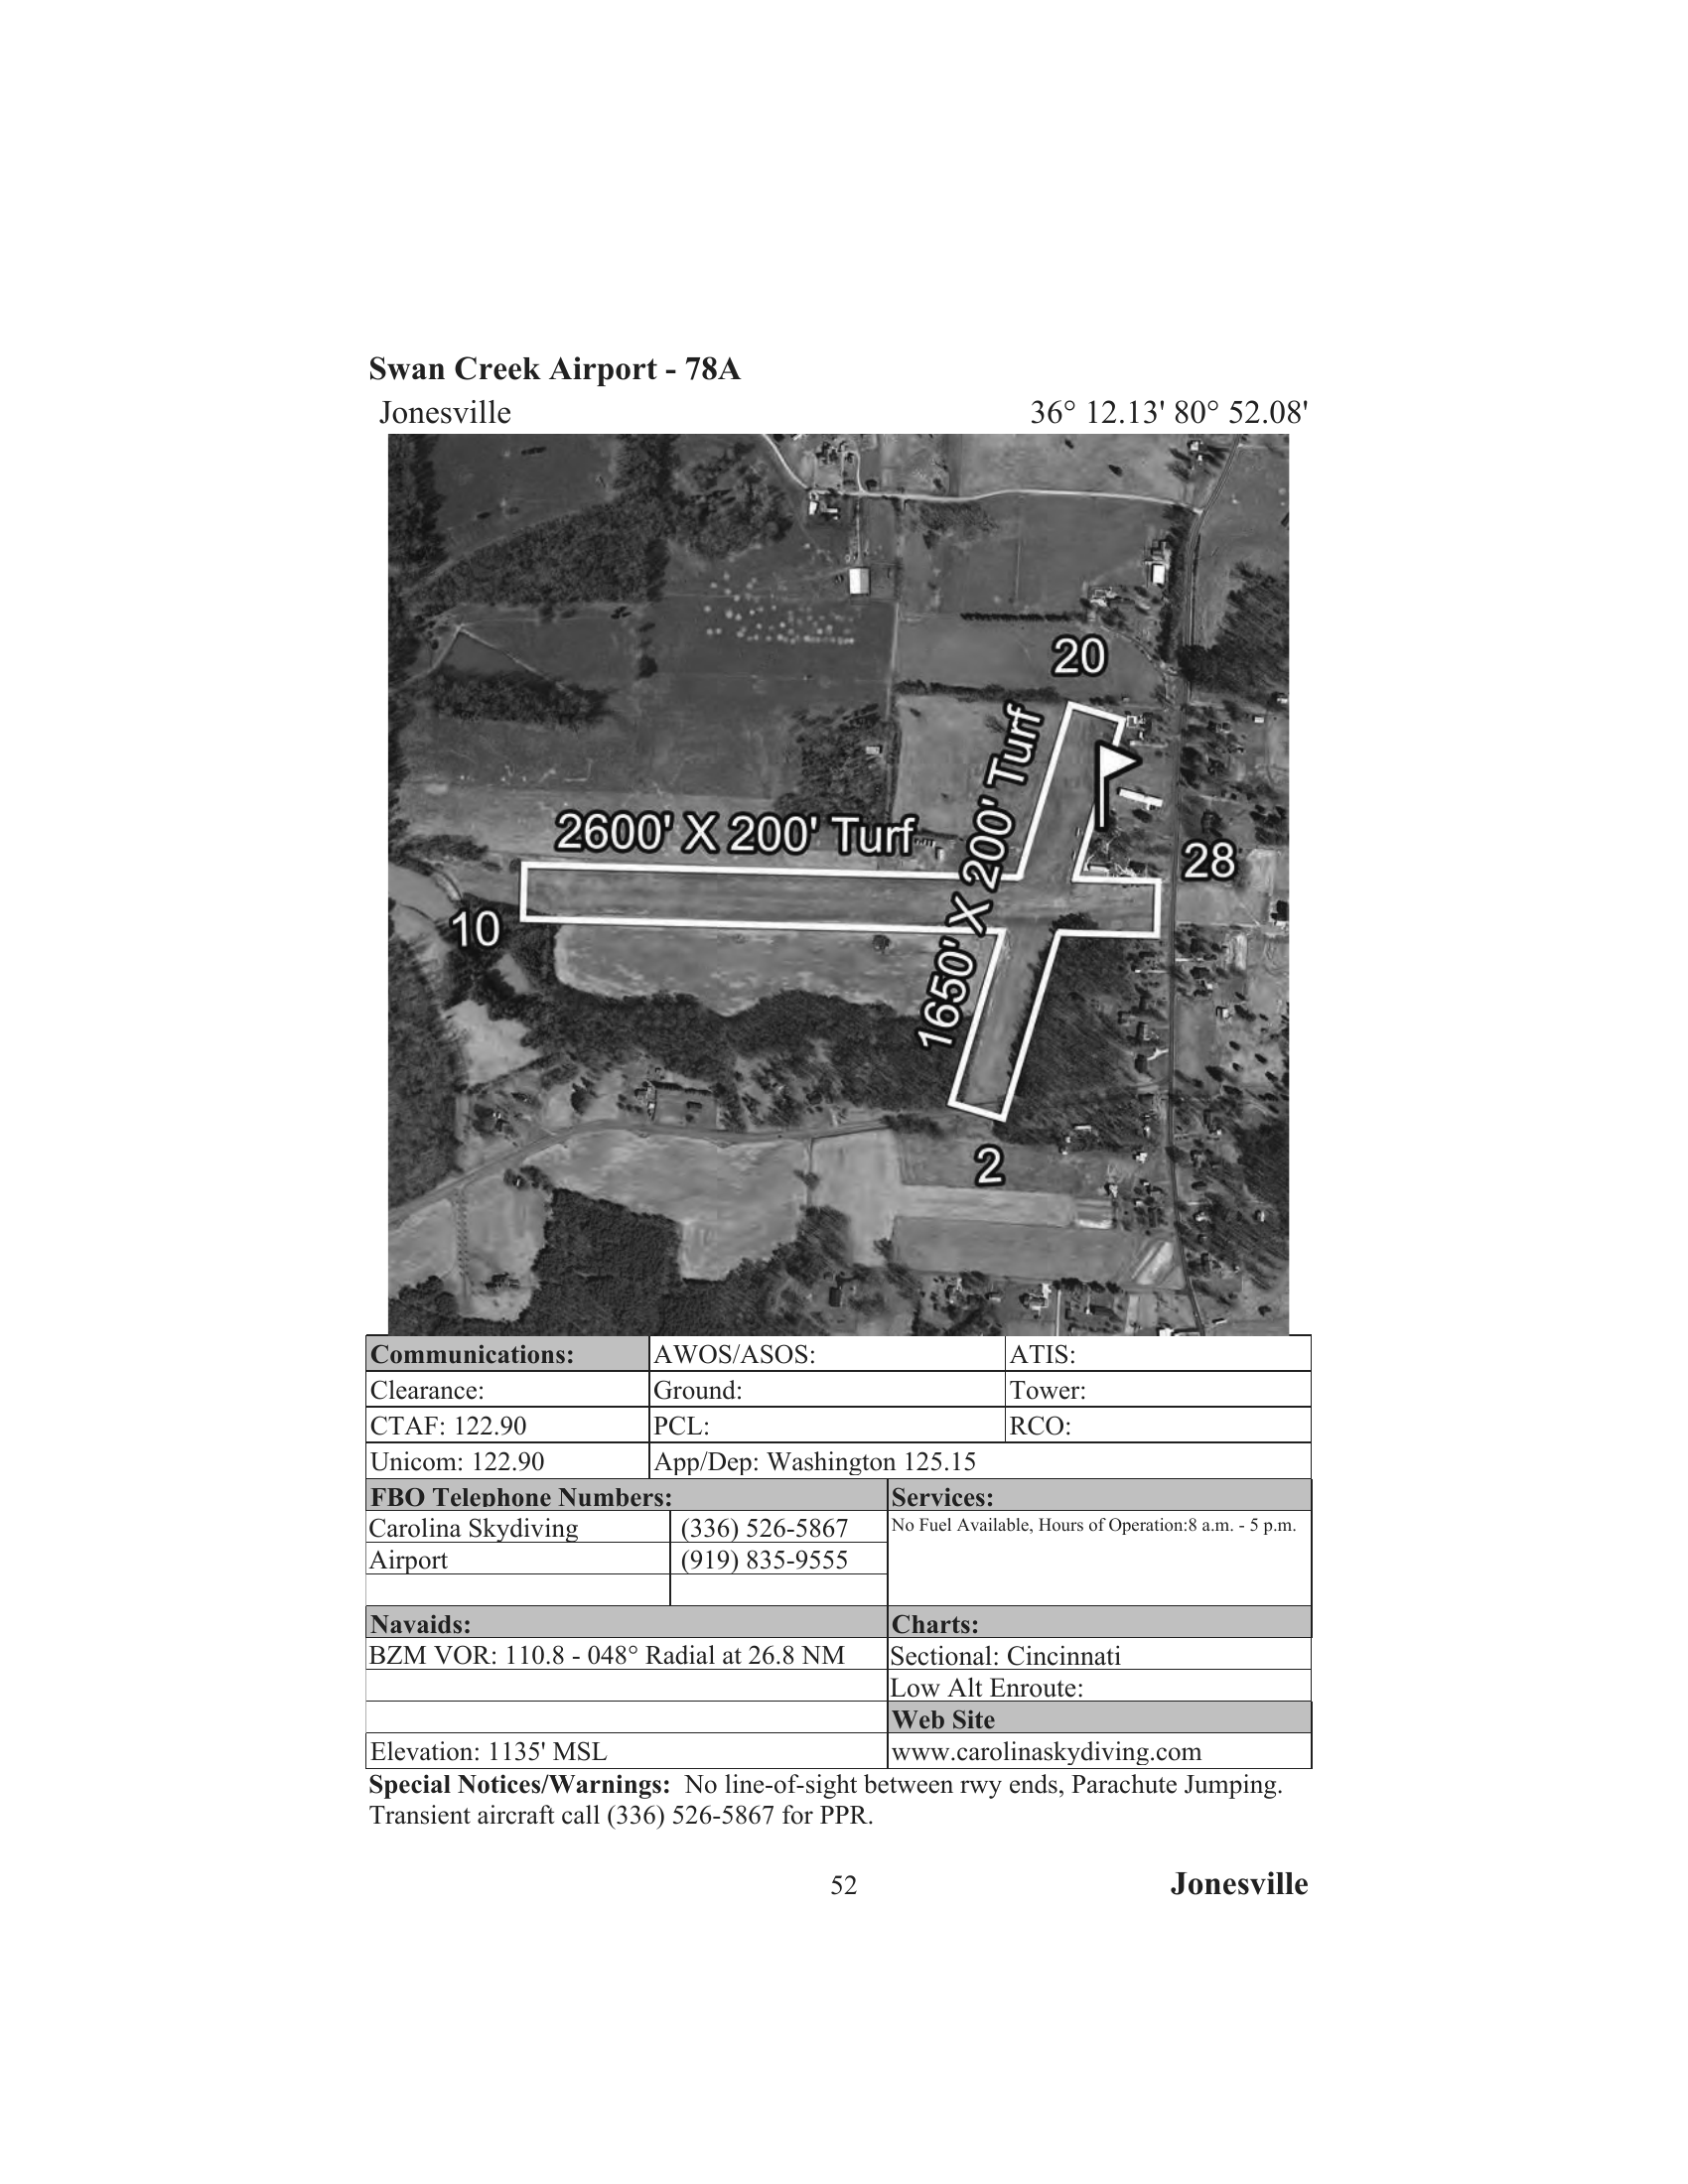 Swan Creek Airport - 78A
Jonesville 36° 12.13' 80° 52.08'
20
1650' X 200' Turf
2600' X 200' Turf
28
10
2
Communications: AWOS/ASOS: ATIS:
Clearance: Ground: Tower:
CTAF: 122.90 PCL: RCO:
Unicom: 122.90 App/Dep: Washington 125.15
FBO Telephone Numbers: Services:
Carolina Skydiving (336) 526-5867 No Fuel Available, Hours of Operation:8 a.m. - 5 p.m.
Airport (919) 835-9555
Navaids: Charts:
BZM VOR: 110.8 - 048° Radial at 26.8 NM Sectional: Cincinnati
Low Alt Enroute:
Web Site
Elevation: 1135' MSL www.carolinaskydiving.com
Special Notices/Warnings: No line-of-sight between rwy ends, Parachute Jumping.
Transient aircraft call (336) 526-5867 for PPR.
52 Jonesville